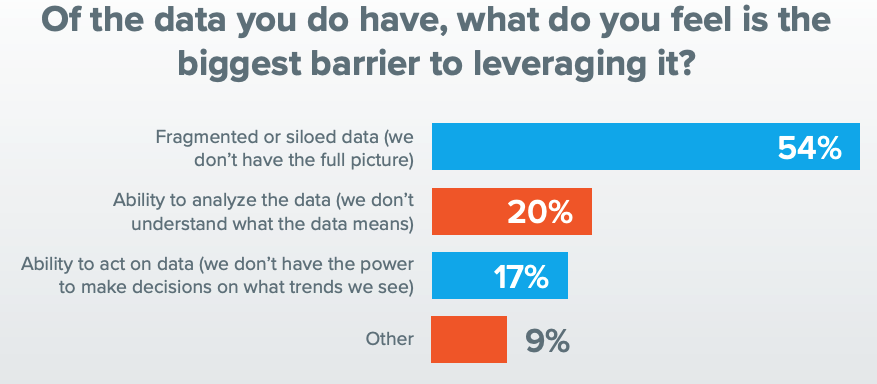 Of the data you do have, what do you feel is the
biggest barrier to leveraging it?
Fragmented or siloed data (we
don’t have the full picture)
54%
Ability to analyze the data (we don’t
understand what the data means)
20%
Ability to act on data (we don’t have the power
to make decisions on what trends we see)
17%
Other
9%